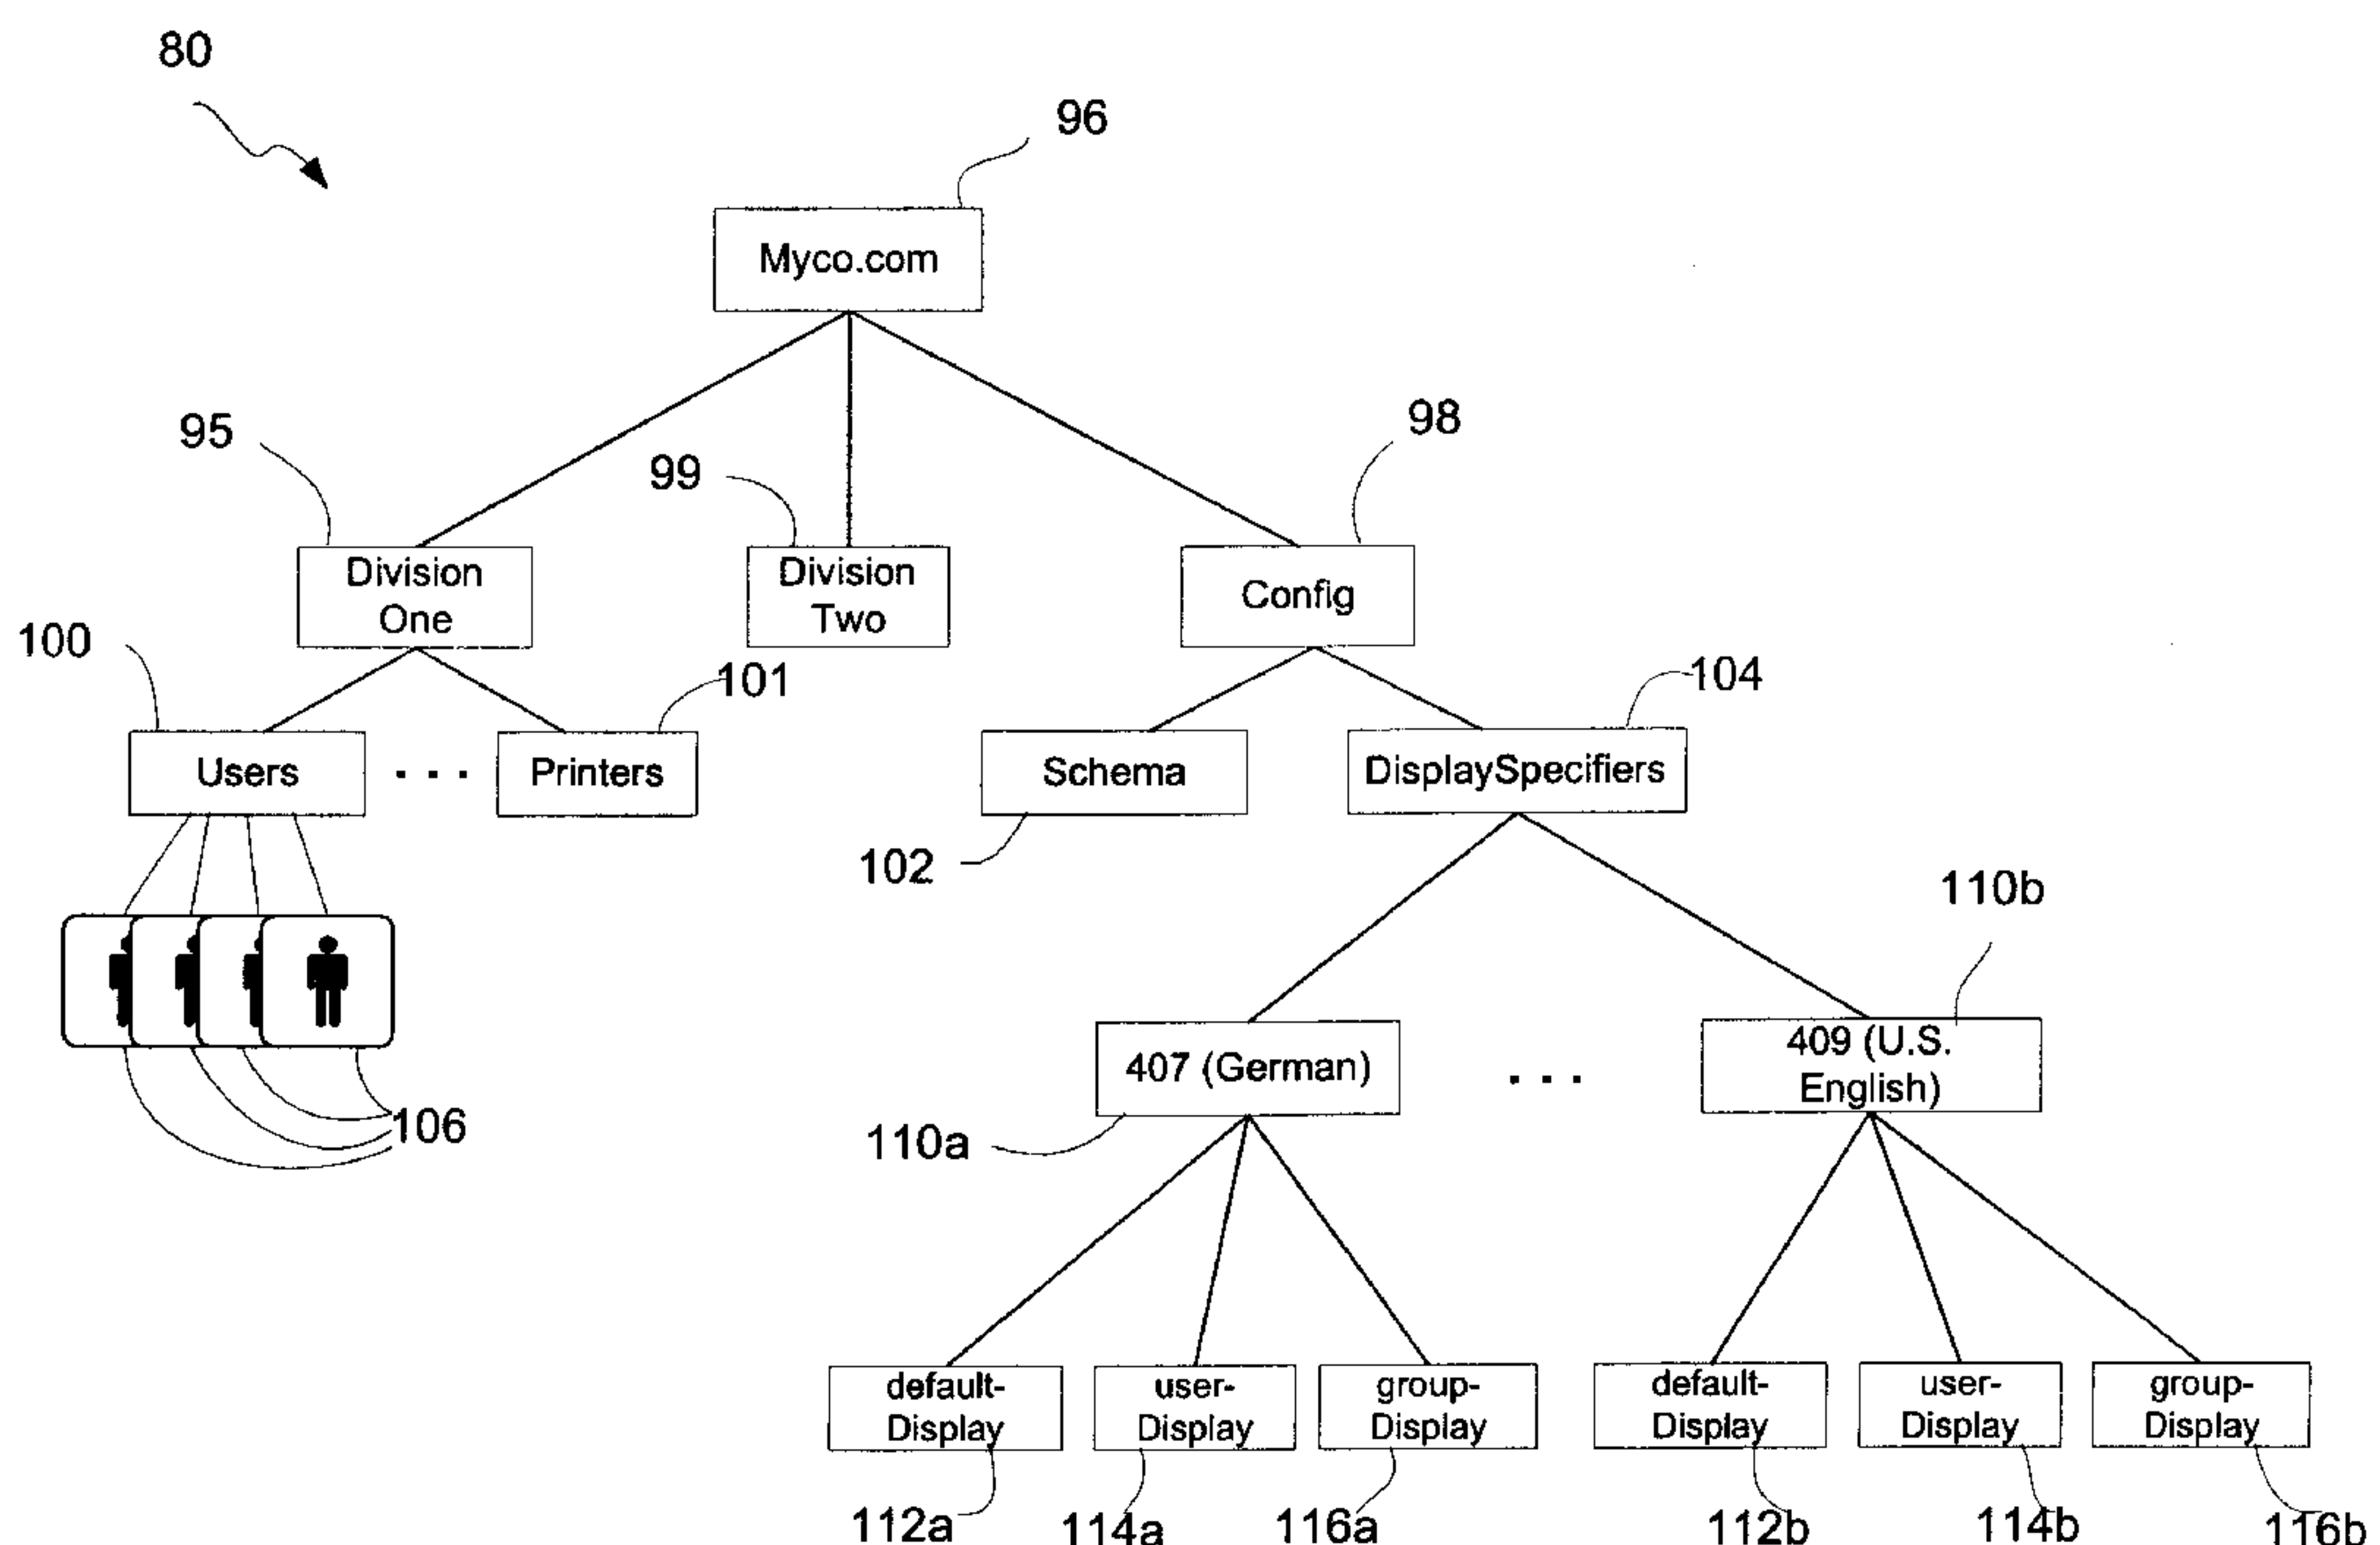 80
96
Myco.com
95
98
99
Division
One
Division
Two
Config
100
101
104
Users
. . .
Printers
Schema
DisplaySpecifiers
102
110b
407 (German)
. . .
409 (U.S.
English)
106
110a
default-
Display
user-
Display
group-
Display
default-
Display
user-
Display
group-
Display
112a
114a
116a
112b
114b
116b